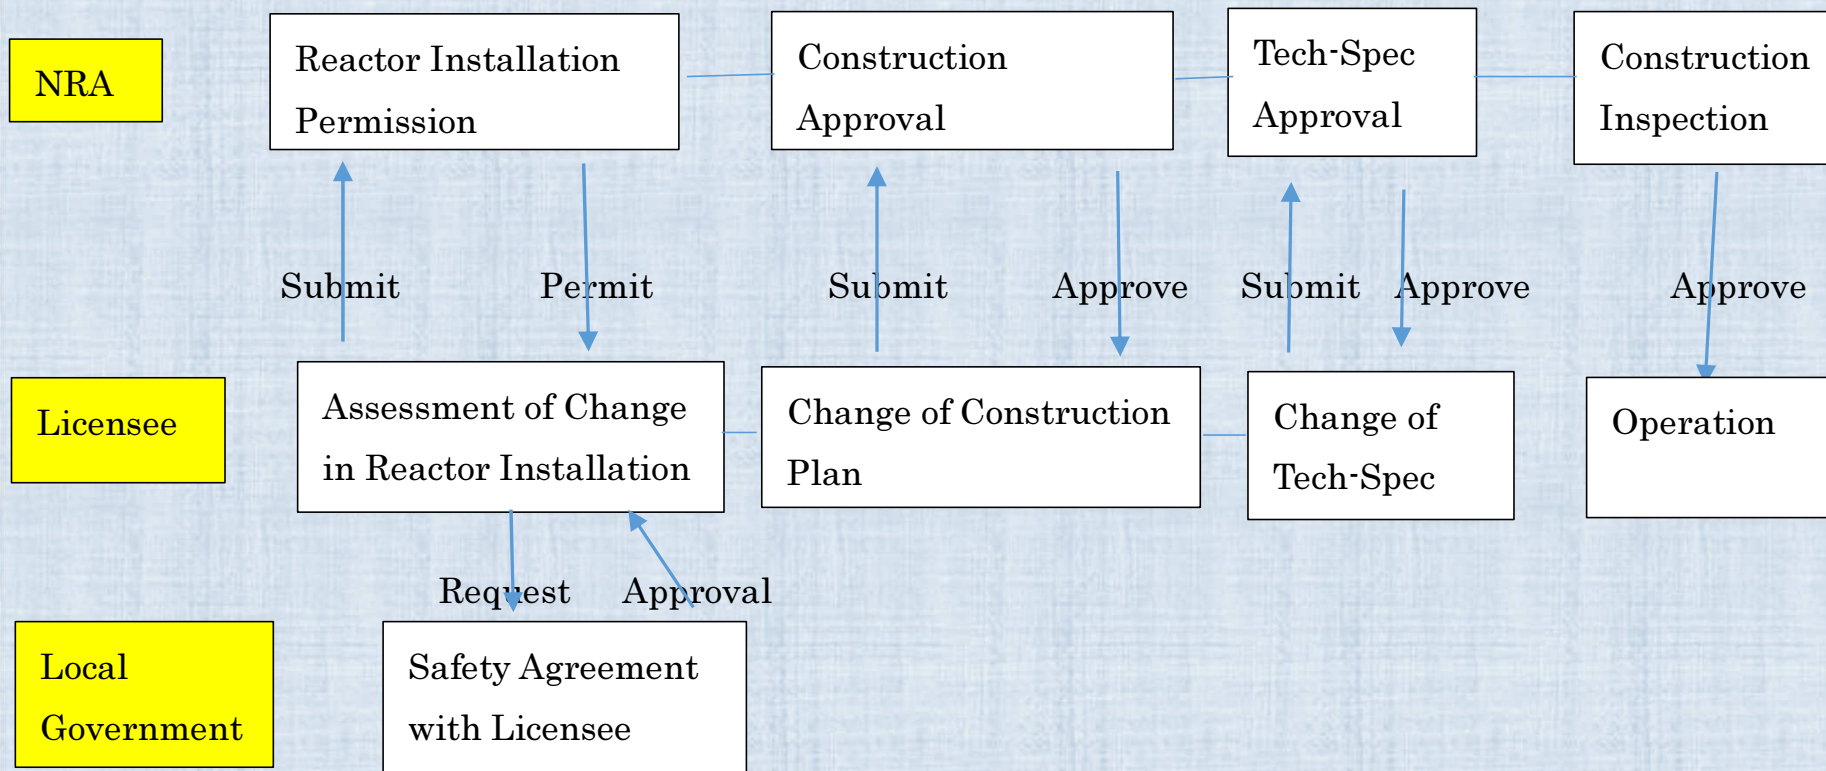 NRA
Reactor Installation
Permission
Construction
Approval
Tech-Spec
Approval
Construction
Inspection
Submit
Permit
Submit
Approve
Submit
Approve
Approve
Licensee
Assessment of Change
in Reactor Installation
Change of Construction
Plan
Change of
Tech-Spec
Operation
Request
Approval
Local
Government
Safety Agreement
with Licensee